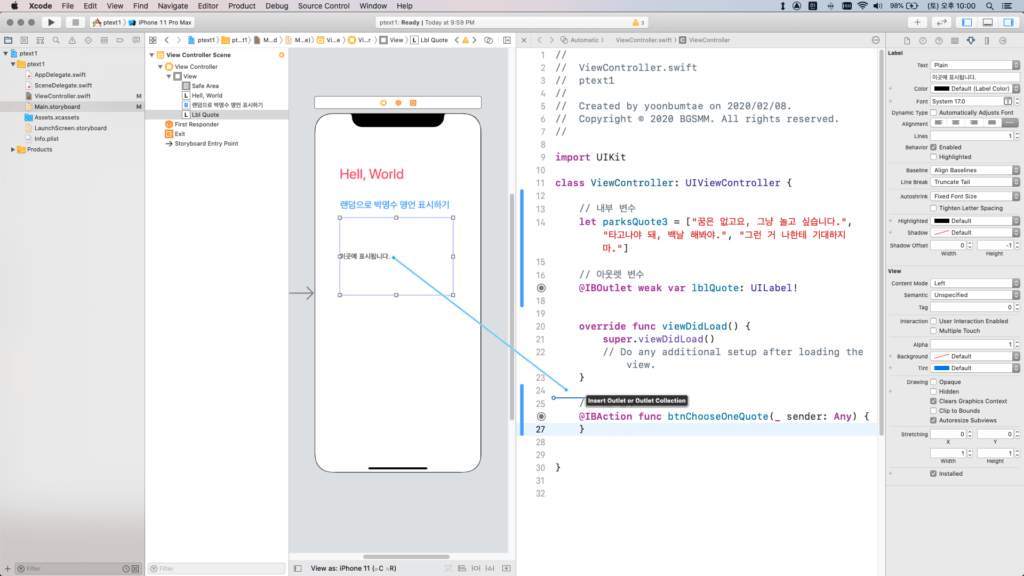 Xcode File Edit View Find Navigate Editor Product Debug Source Control Window Help
98% (토) 오후 10:00
ptext1 iPhone 11 Pro Max
ptext1: Ready | Today at 9:59 PM
3
ptext1 ptext1 M...d M...e) Vi...e Vi...r View Lbl Quote
Automatic ViewController.swift ViewController
ptext1
ptext1
AppDelegate.swift
SceneDelegate.swift
ViewController.swift M
Main.storyboard M
Assets.xcassets
LaunchScreen.storyboard
Info.plist
Products
Filter
View Controller Scene
View Controller
View
Safe Area
L Hell, World
B 랜덤으로 박명수 명언 표시하기
L Lbl Quote
First Responder
Exit
Storyboard Entry Point
Filter
Hell, World
랜덤으로 박명수 명언 표시하기
이곳에 표시됩니다.
View as: iPhone 11 (wC hR)
1 //
2 // ViewController.swift
3 // ptext1
4 //
5 // Created by yoonbumtae on 2020/02/08.
6 // Copyright © 2020 BGSMM. All rights reserved.
7 //
8
9 import UIKit
10
11 class ViewController: UIViewController {
12
13 // 내부 변수
14 let parksQuote3 = ["꿈은 없고요, 그냥 놀고 싶습니다.",
"타고나야 돼, 백날 해봐야.", "그런 거 나한테 기대하지
마."]
15
16 // 아웃렛 변수
@IBOutlet weak var lblQuote: UILabel!
18
19
20 override func viewDidLoad() {
21 super.viewDidLoad()
22 // Do any additional setup after loading the
view.
23 }
24
25 /
Insert Outlet or Outlet Collection
@IBAction func btnChooseOneQuote(_ sender: Any) {
27 }
28
29
30 }
31
32
Label
Text Plain
이곳에 표시됩니다.
Color Default (Label Color)
Font System 17.0
Dynamic Type Automatically Adjusts Font
Alignment
Lines 1
Behavior Enabled
Highlighted
Baseline Align Baselines
Line Break Truncate Tail
Autoshrink Fixed Font Size
Tighten Letter Spacing
Highlighted Default
Shadow Default
Shadow Offset 0 -1
Width Height
View
Content Mode Left
Semantic Unspecified
Tag 0
Interaction User Interaction Enabled
Multiple Touch
Alpha 1
Background Default
Tint Default
Drawing Opaque
Hidden
Clears Graphics Context
Clip to Bounds
Autoresize Subviews
Stretching 0 0
X Y
1 1
Width Height
Installed